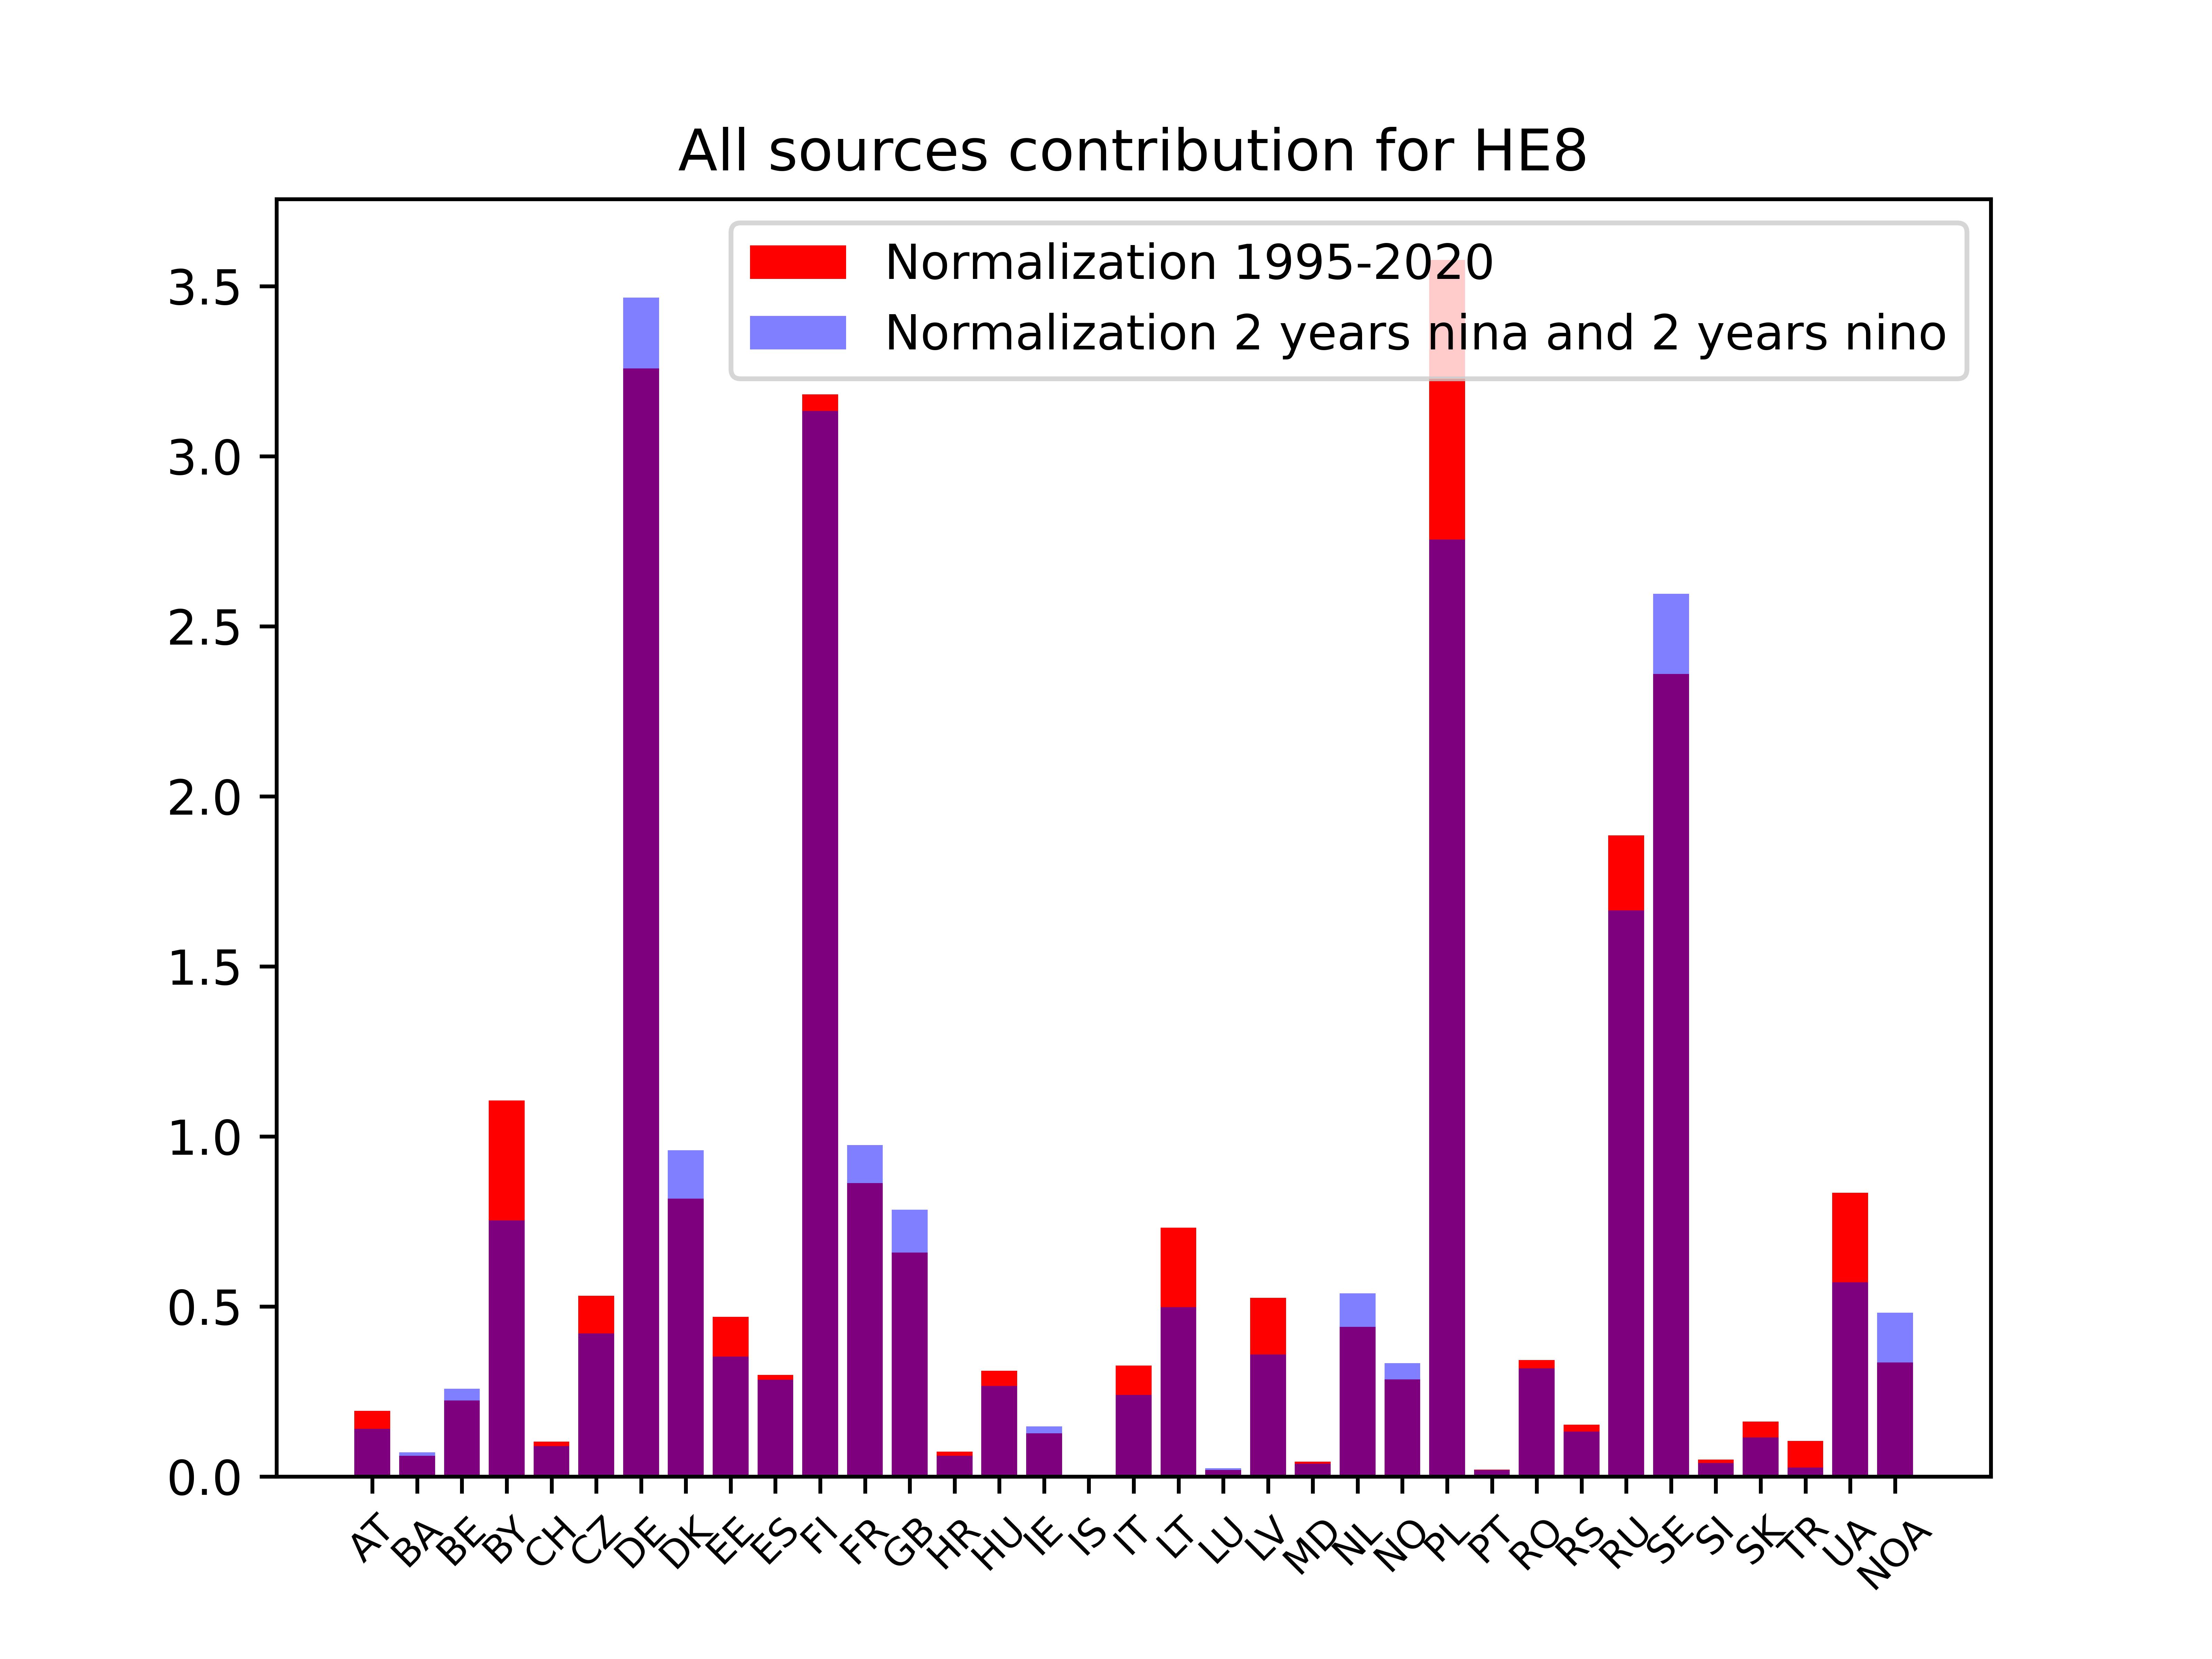 All sources contribution for HE8
Normalization 1995-2020
Normalization 2 years nina and 2 years nino
3.5
3.0
2.5
2.0
1.5
1.0
0.5
0.0
AT BA BE BY CH CZ DE DK EE ES FI FR GB HR HU IE IS IT LT LU LV MD NL NO PL PT RO RS RU SE SI SK TR UA NOA